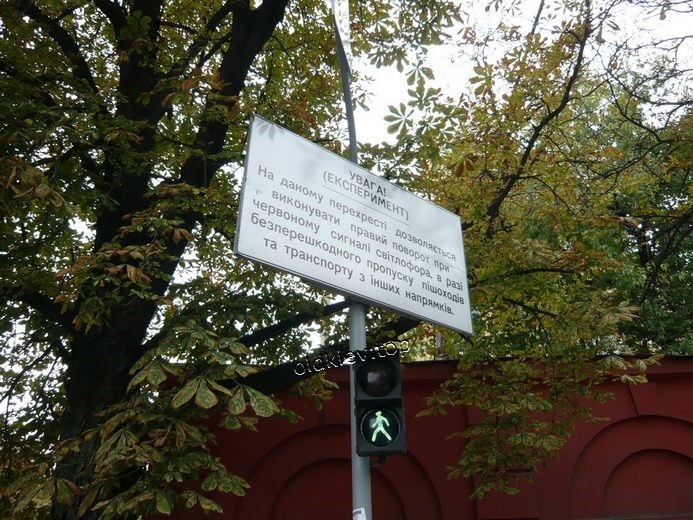 УВАГА!
(ЕКСПЕРИМЕНТ)
На даному перехресті дозволяється
виконувати правий поворот при
червоному сигналі світлофора, в разі
безперешкодного пропуску пішоходів
та транспорту з інших напрямків.
oldkiev.top